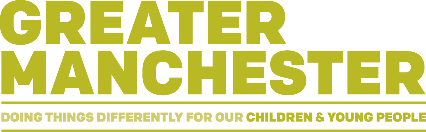 GREATER
MANCHESTER
DOING THINGS DIFFERENTLY FOR OUR CHILDREN & YOUNG PEOPLE